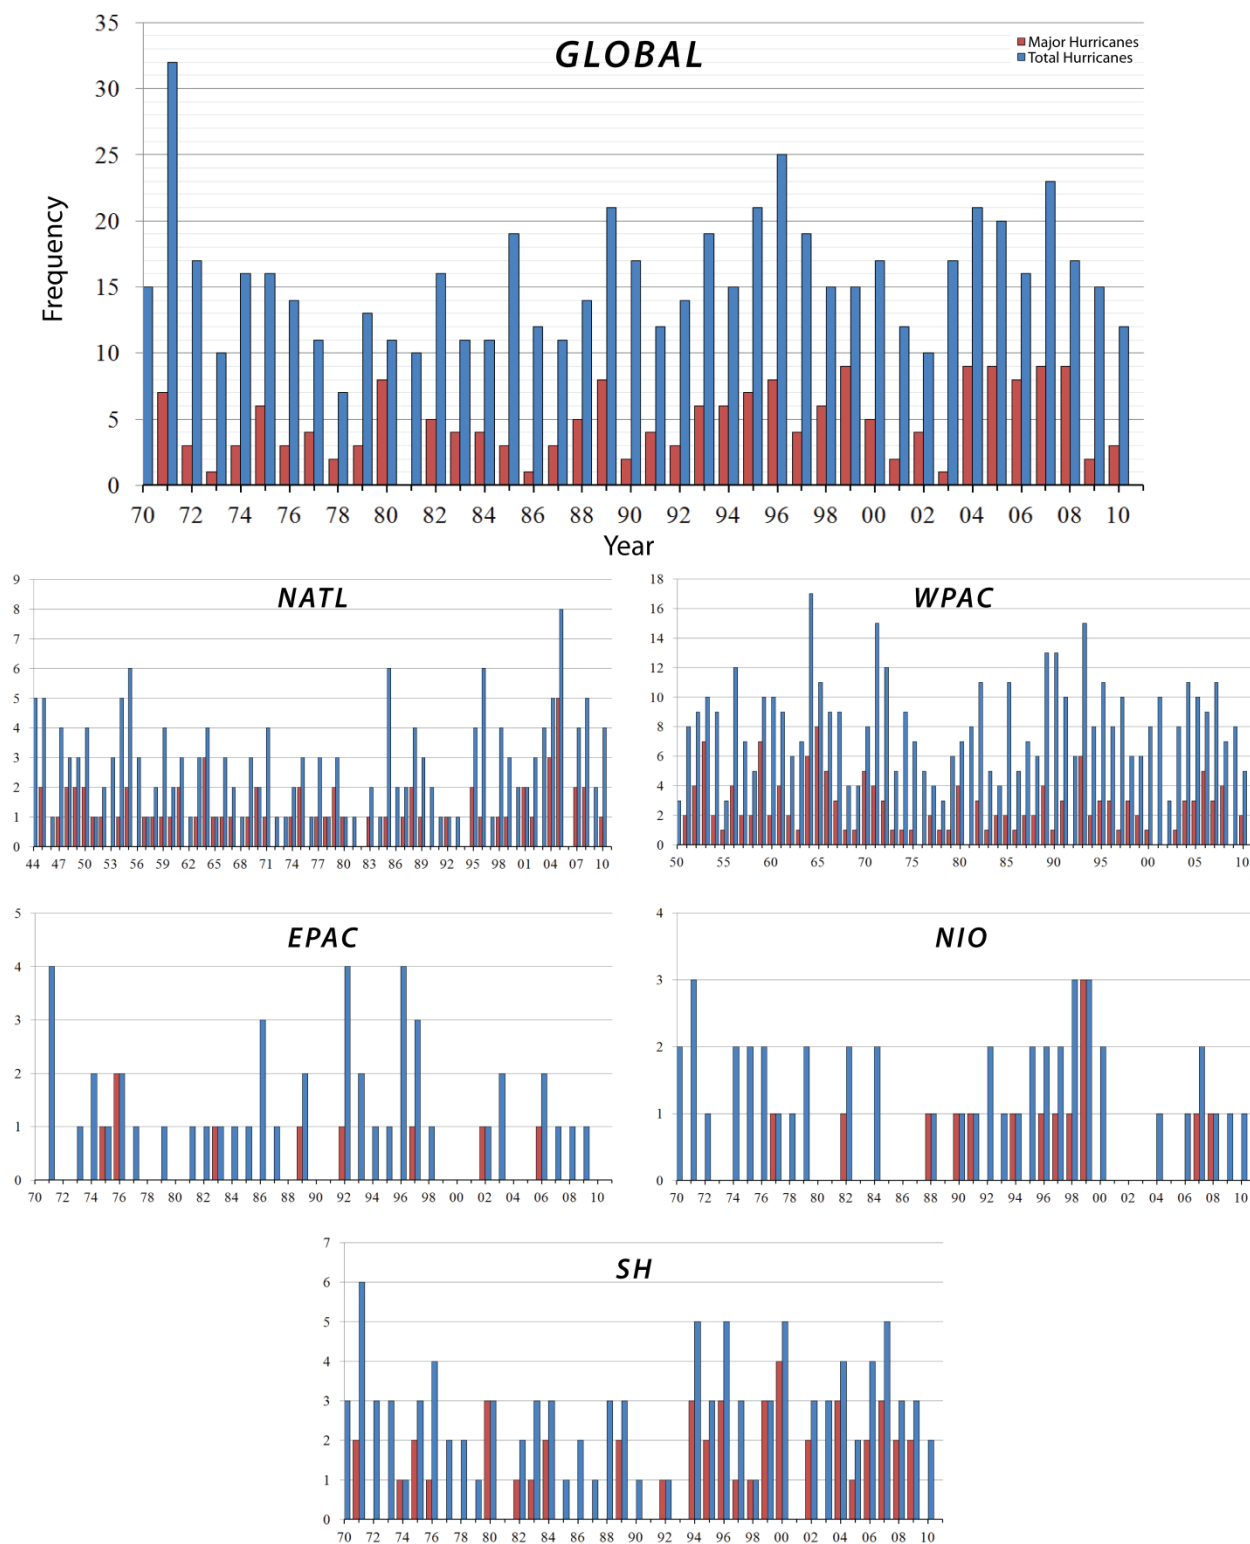 GLOBAL
Major Hurricanes
Total Hurricanes
35
30
25
20
15
10
5
0
Frequency
70 72 74 76 78 80 82 84 86 88 90 92 94 96 98 00 02 04 06 08 10
Year
NATL
9
8
7
6
5
4
3
2
1
0
44 47 50 53 56 59 62 65 68 71 74 77 80 83 86 89 92 95 98 01 04 07 10
WPAC
18
16
14
12
10
8
6
4
2
0
50 55 60 65 70 75 80 85 90 95 00 05 10
EPAC
5
4
3
2
1
0
70 72 74 76 78 80 82 84 86 88 90 92 94 96 98 00 02 04 06 08 10
NIO
4
3
2
1
0
70 72 74 76 78 80 82 84 86 88 90 92 94 96 98 00 02 04 06 08 10
SH
7
6
5
4
3
2
1
0
70 72 74 76 78 80 82 84 86 88 90 92 94 96 98 00 02 04 06 08 10